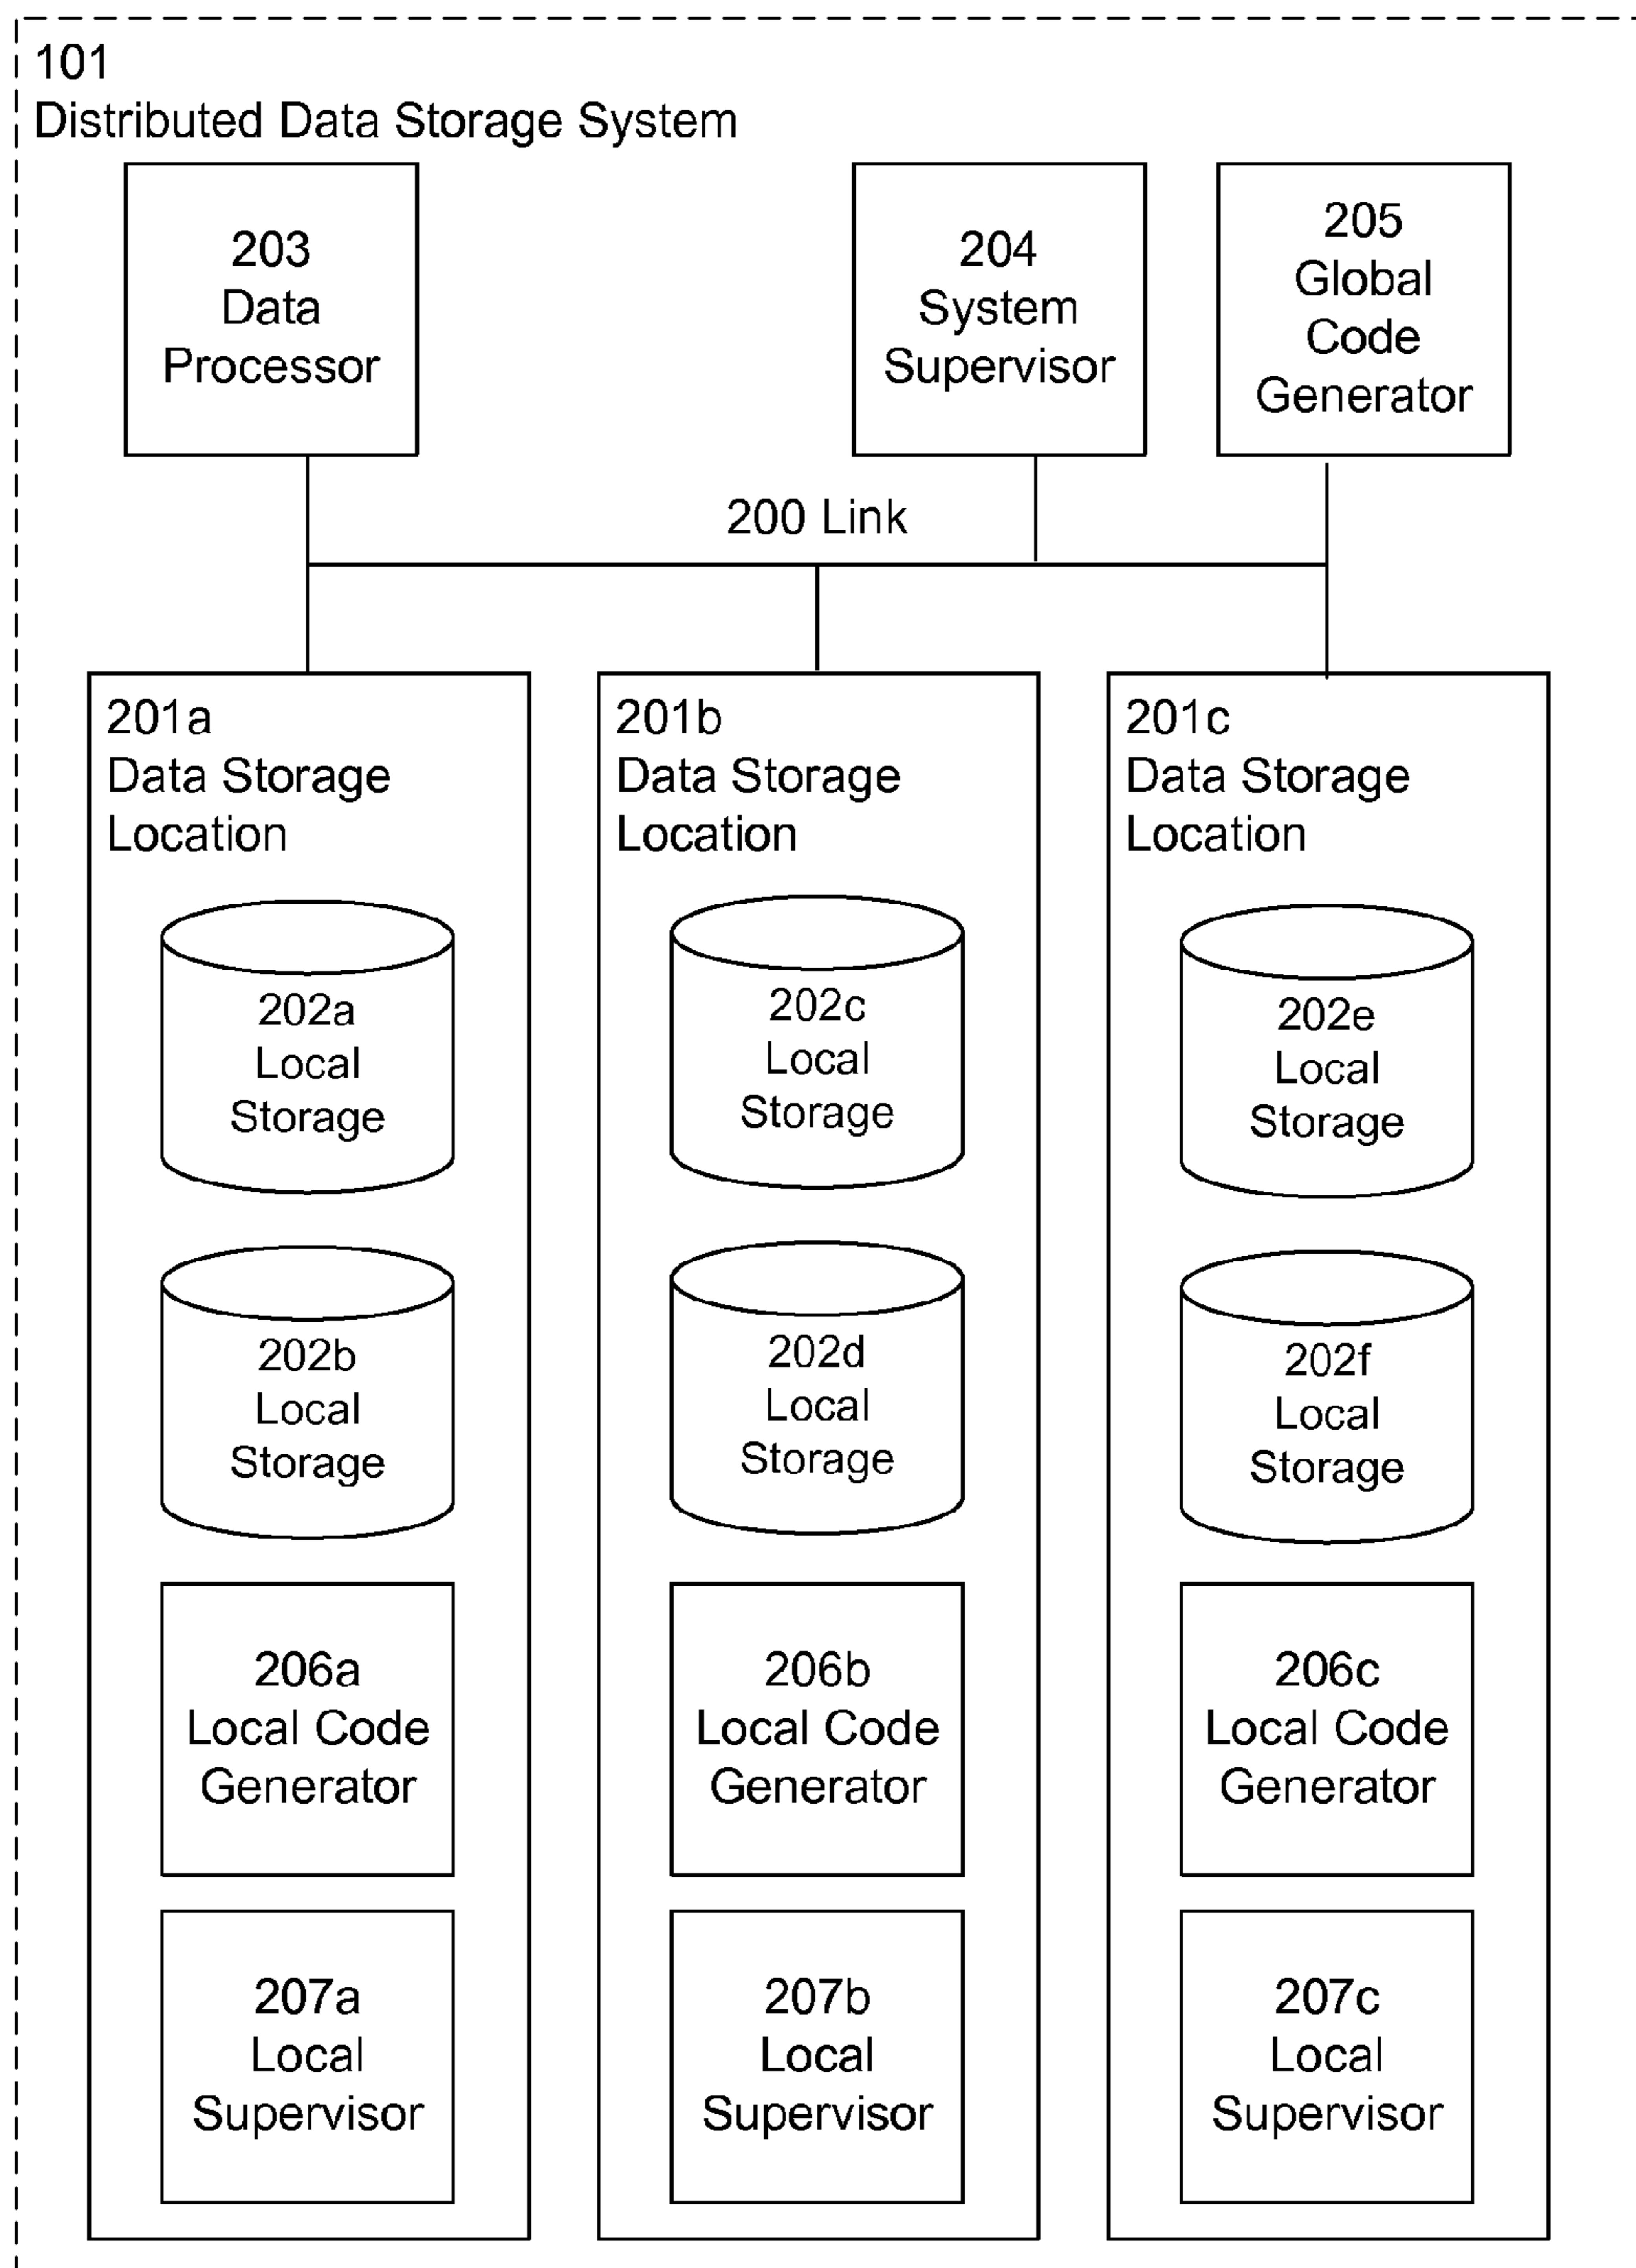 101
Distributed Data Storage System
203
Data
Processor
204
System
Supervisor
205
Global
Code
Generator
200 Link
201a
Data Storage
Location
202a
Local
Storage
202b
Local
Storage
206a
Local Code
Generator
207a
Local
Supervisor
201b
Data Storage
Location
202c
Local
Storage
202d
Local
Storage
206b
Local Code
Generator
207b
Local
Supervisor
201c
Data Storage
Location
202e
Local
Storage
202f
Local
Storage
206c
Local Code
Generator
207c
Local
Supervisor